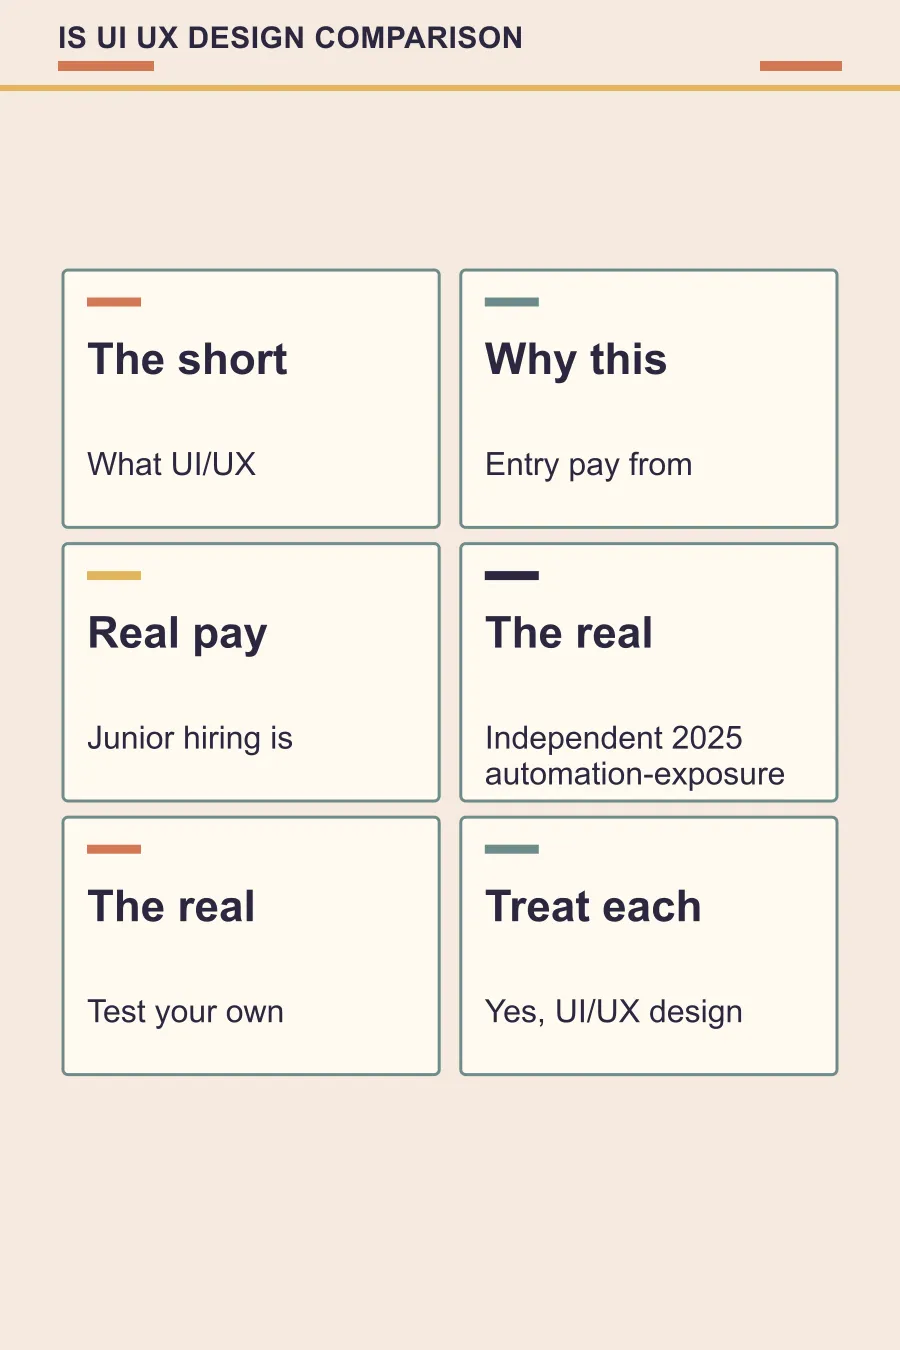 IS UI UX DESIGN COMPARISON
The short
What UI/UX
Why this
Entry pay from
Real pay
Junior hiring is
The real
Independent 2025
automation-exposure
The real
Test your own
Treat each
Yes, UI/UX design